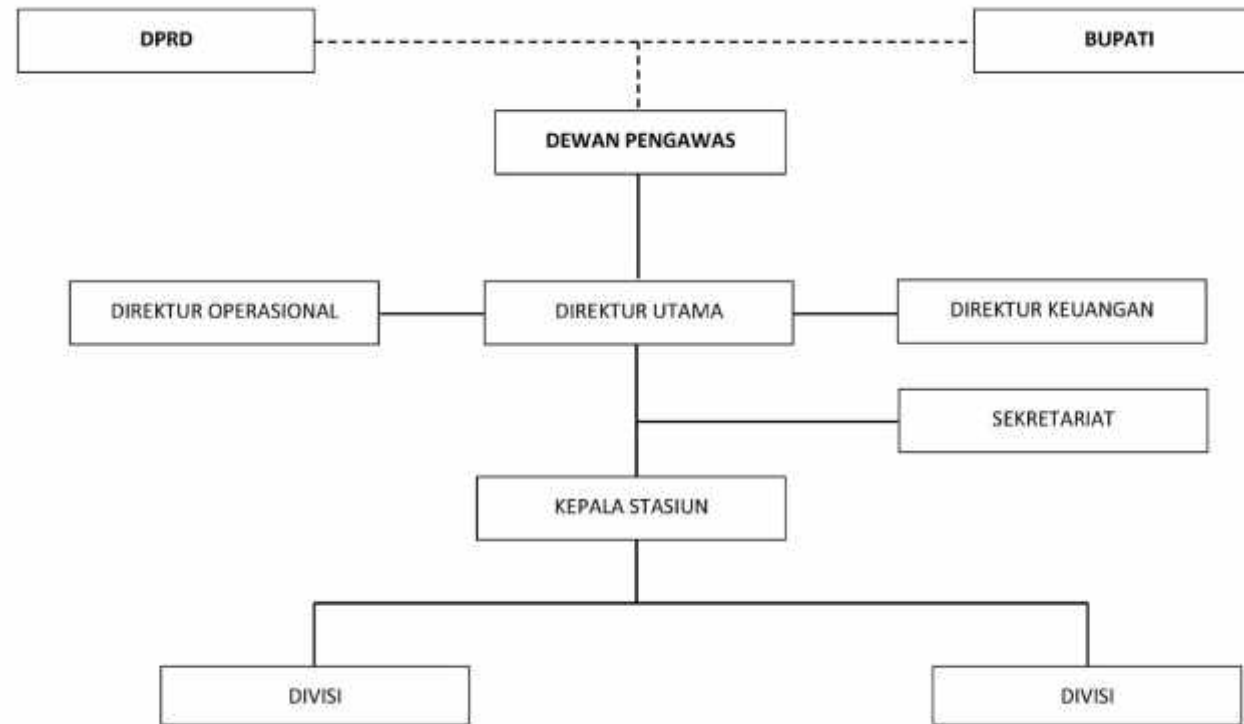 DPRD
BUPATI
DEWAN PENGAWAS
DIREKTUR OPERASIONAL
DIREKTUR UTAMA
DIREKTUR KEUANGAN
SEKRETARIAT
KEPALA STASIUN
DIVISI
DIVISI